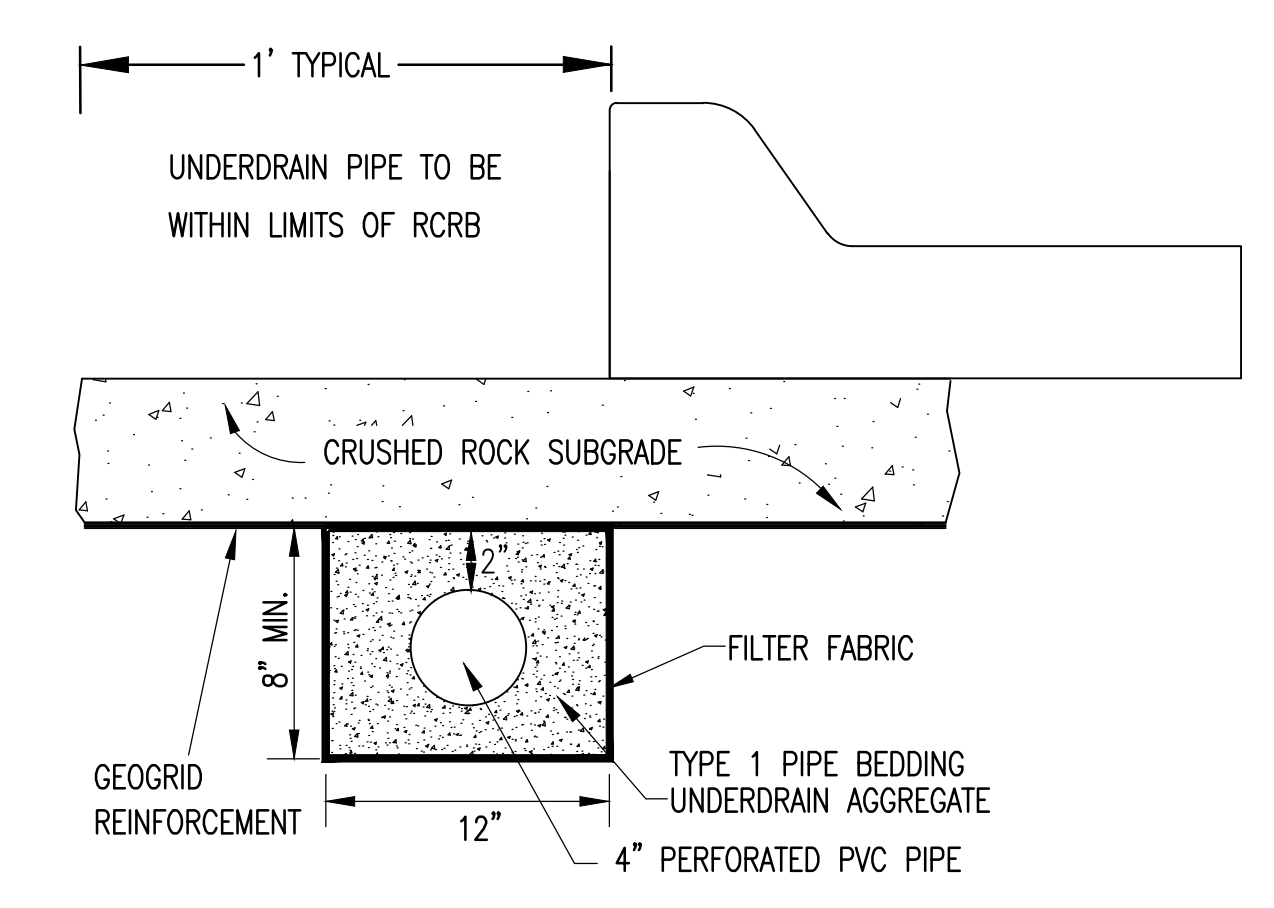 1' TYPICAL
UNDERDRAIN PIPE TO BE
WITHIN LIMITS OF RCRB
CRUSHED ROCK SUBGRADE
2"
8" MIN.
FILTER FABRIC
GEOGRID
REINFORCEMENT
TYPE 1 PIPE BEDDING
UNDERDRAIN AGGREGATE
12"
4" PERFORATED PVC PIPE